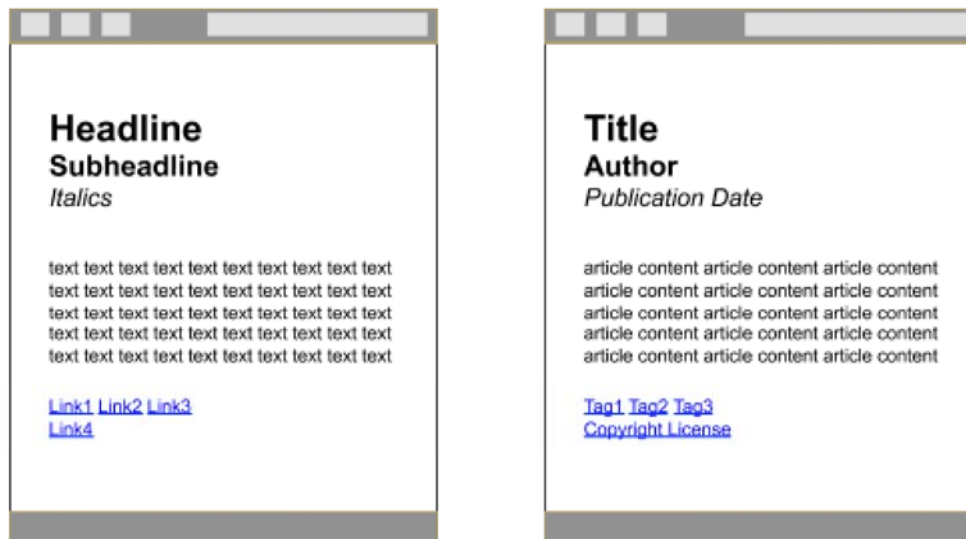 Headline
Subheadline
Italics
text text text text text text text text text text
text text text text text text text text text text
text text text text text text text text text text
text text text text text text text text text text
text text text text text text text text text text
Link1 Link2 Link3
Link4
Title
Author
Publication Date
article content article content article content
article content article content article content
article content article content article content
article content article content article content
article content article content article content
Tag1 Tag2 Tag3
Copyright License